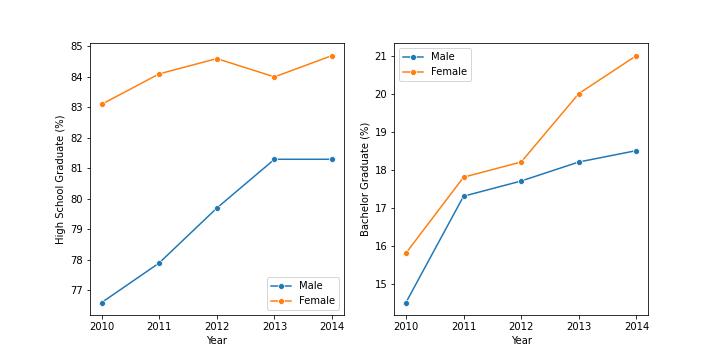 85
84
83
82
81
80
79
78
77
High School Graduate (%)
2010 2011 2012 2013 2014
Year
Male
Female
21
20
19
18
17
16
15
Bachelor Graduate (%)
2010 2011 2012 2013 2014
Year
Male
Female